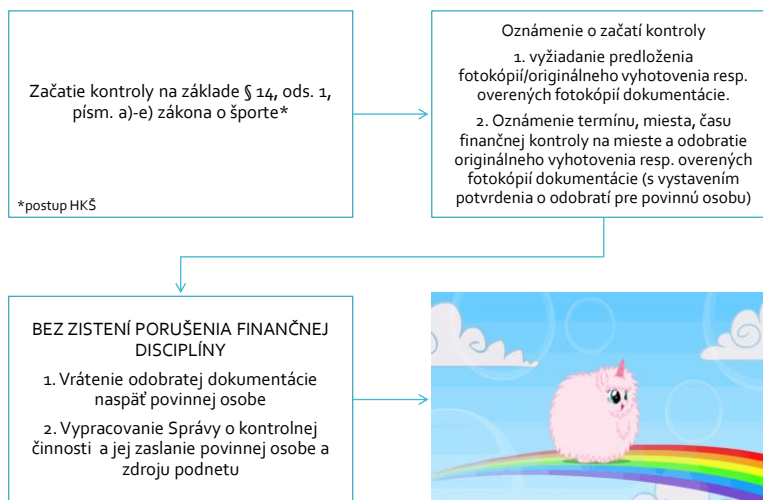 Začatie kontroly na základe § 14, ods. 1,
písm. a)-e) zákona o športe*
*postup HKŠ
Oznámenie o začatí kontroly
1. vyžiadanie predloženia
fotokópií/originálneho vyhotovenia resp.
overených fotokópií dokumentácie.
2. Oznámenie termínu, miesta, času
finančnej kontroly na mieste a odobratie
originálneho vyhotovenia resp. overených
fotokópií dokumentácie (s vystavením
potvrdenia o odobratí pre povinnú osobu)
BEZ ZISTENÍ PORUŠENIA FINANČNEJ
DISCIPLÍNY
1. Vrátenie odobratej dokumentácie
naspäť povinnej osobe
2. Vypracovanie Správy o kontrolnej
činnosti a jej zaslanie povinnej osobe a
zdroju podnetu